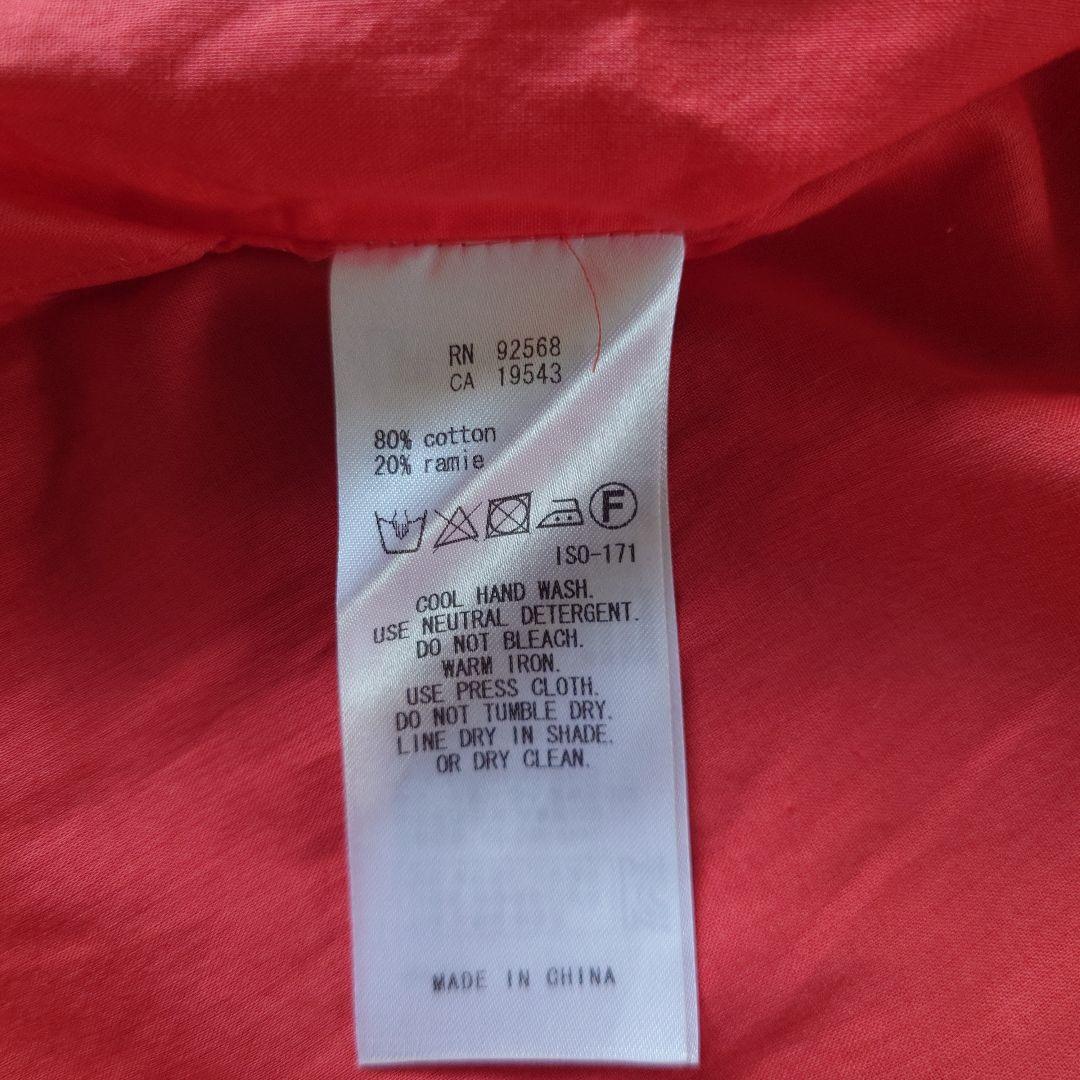 RN 92568
CA 19543
80% cotton
20% ramie
F
ISO-171
COOL HAND WASH.
USE NEUTRAL DETERGENT.
DO NOT BLEACH.
WARM IRON.
USE PRESS CLOTH.
DO NOT TUMBLE DRY.
LINE DRY IN SHADE.
OR DRY CLEAN.
MADE IN CHINA